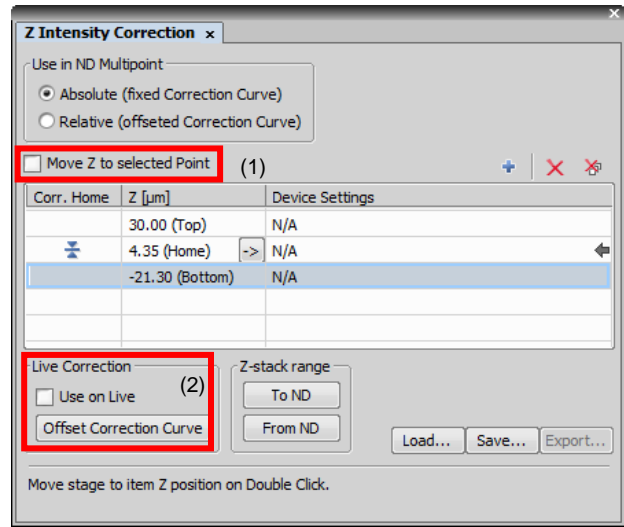 Z Intensity Correction x
Use in ND Multipoint
Absolute (fixed Correction Curve)
Relative (offseted Correction Curve)
Move Z to selected Point (1)
Corr. Home Z [µm] Device Settings
30.00 (Top) N/A
4.35 (Home) -> N/A
-21.30 (Bottom) N/A
Live Correction Z-stack range
Use on Live (2) To ND
Offset Correction Curve From ND
Load... Save... Export...
Move stage to item Z position on Double Click.